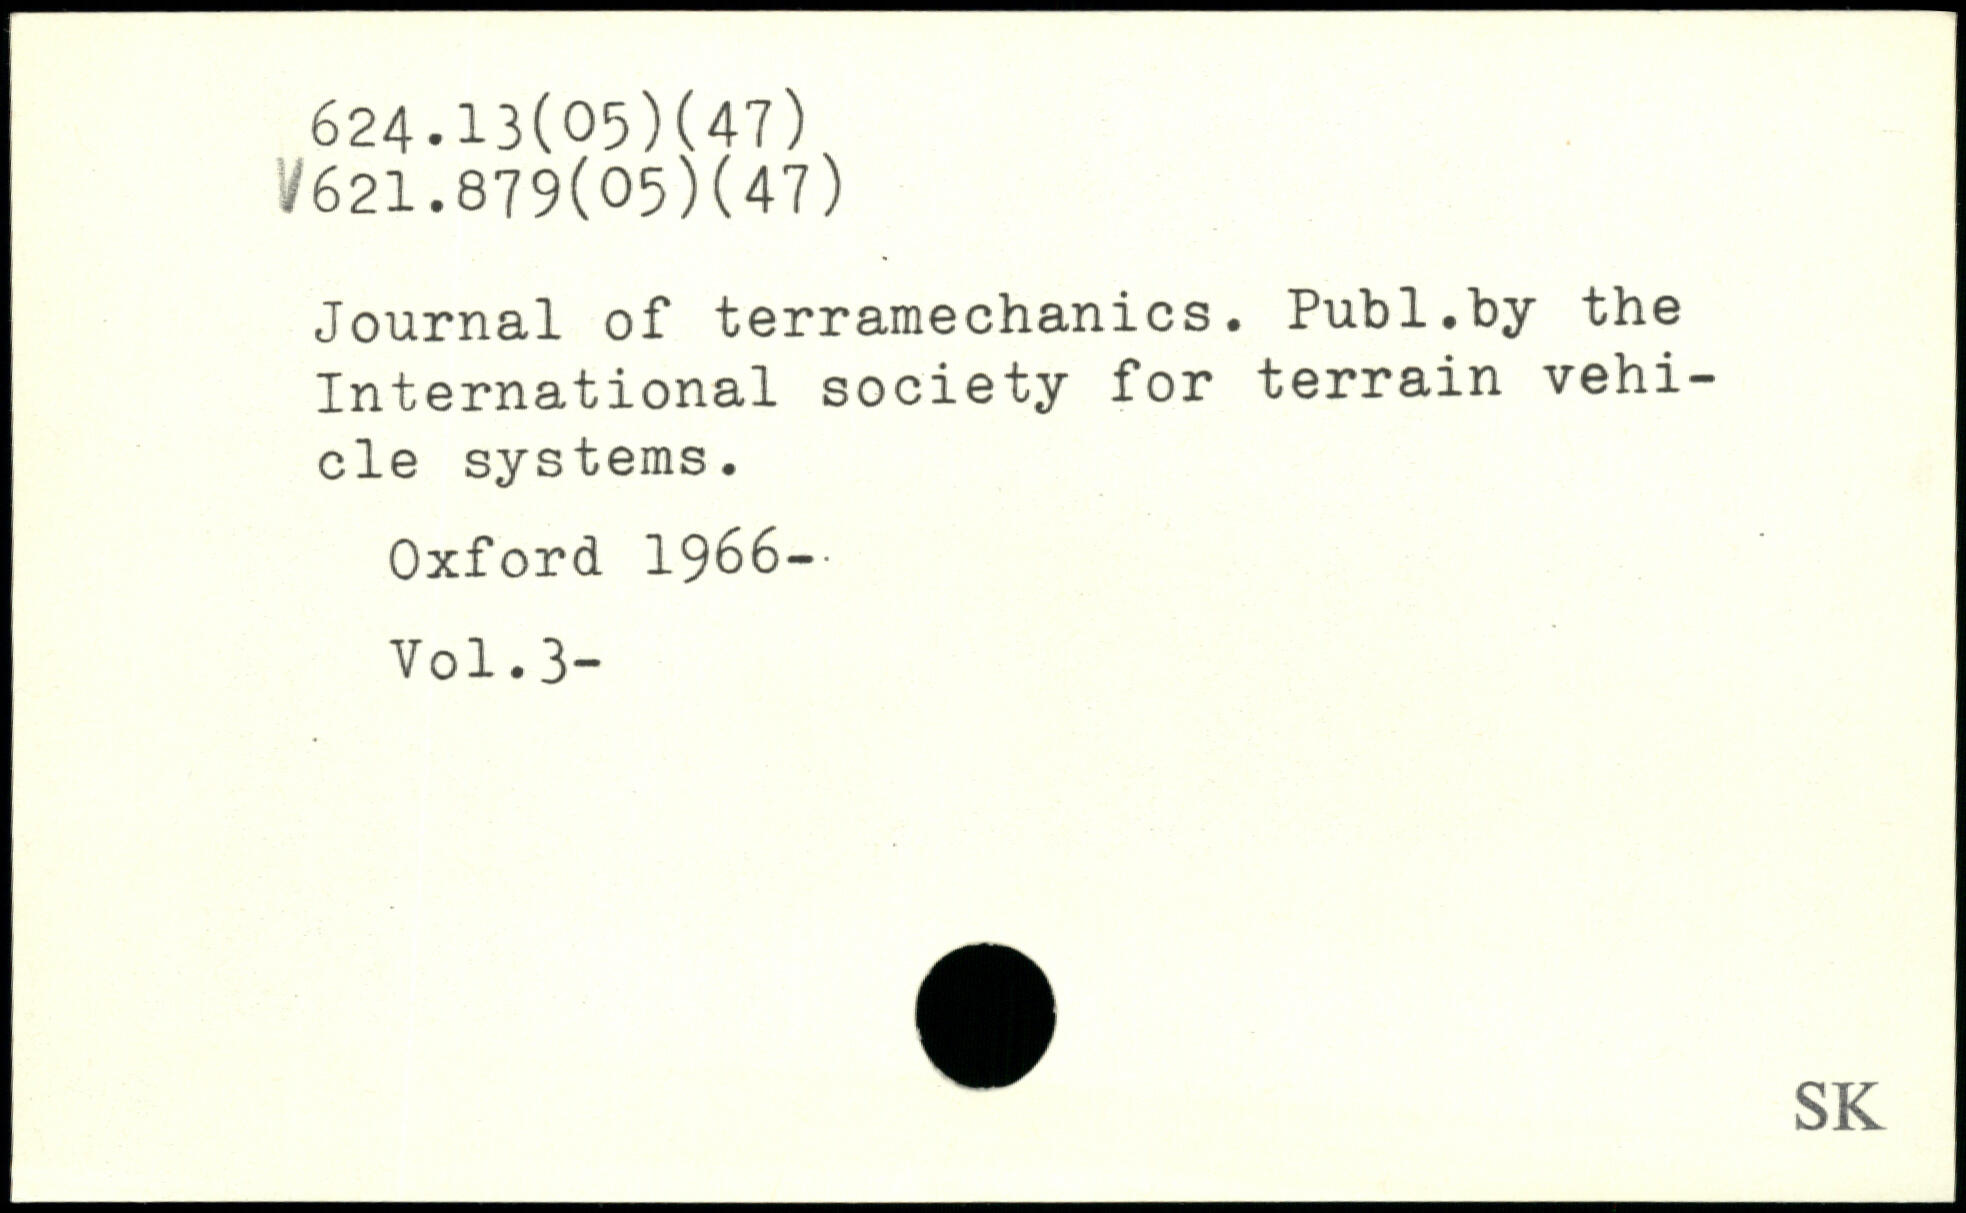 624.13(05)(47)
V621.879(05)(47)
Journal of terramechanics. Publ.by the
International society for terrain vehi-
cle systems.
Oxford 1966-
Vol.3-
SK